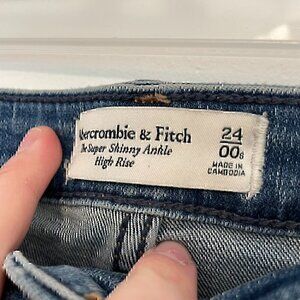 Abercrombie & Fitch
The Super Skinny Ankle
High Rise
24
00s
MADE IN
CAMBODIA